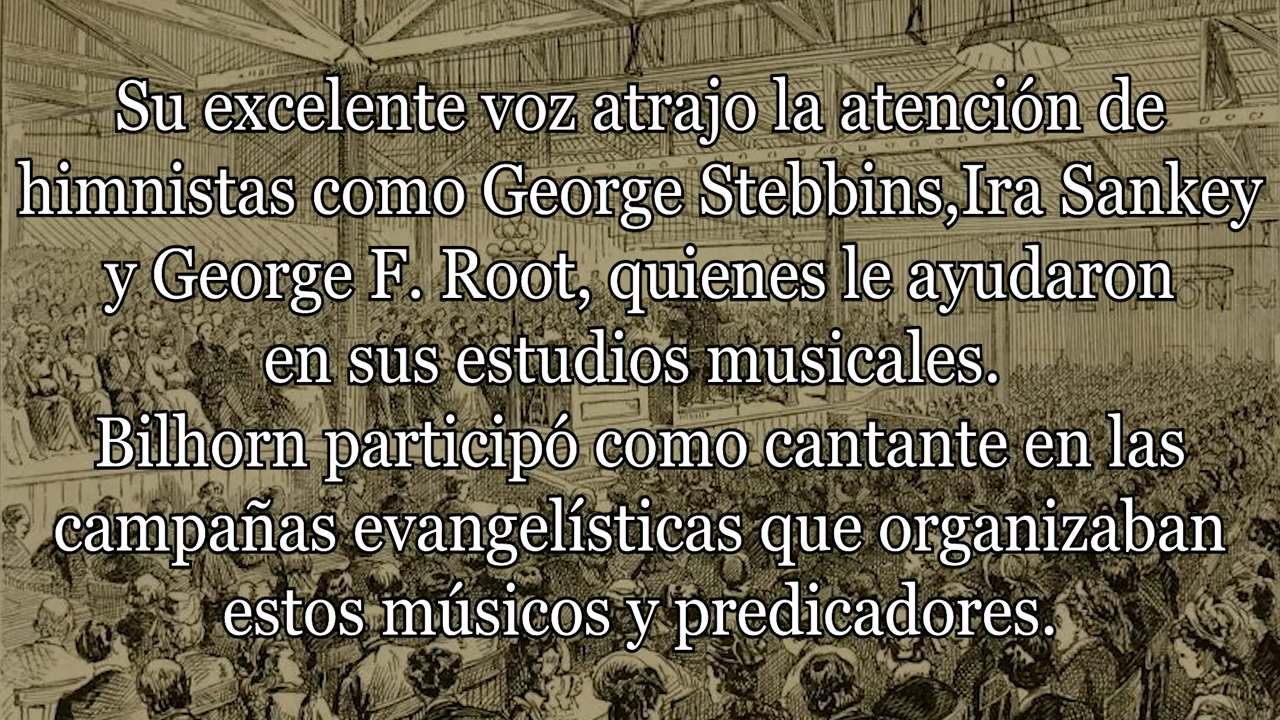 Su excelente voz atrajo la atención de
himnistas como George Stebbins,Ira Sankey
y George F. Root, quienes le ayudaron
en sus estudios musicales.
Bilhorn participó como cantante en las
campañas evangelísticas que organizaban
estos músicos y predicadores.